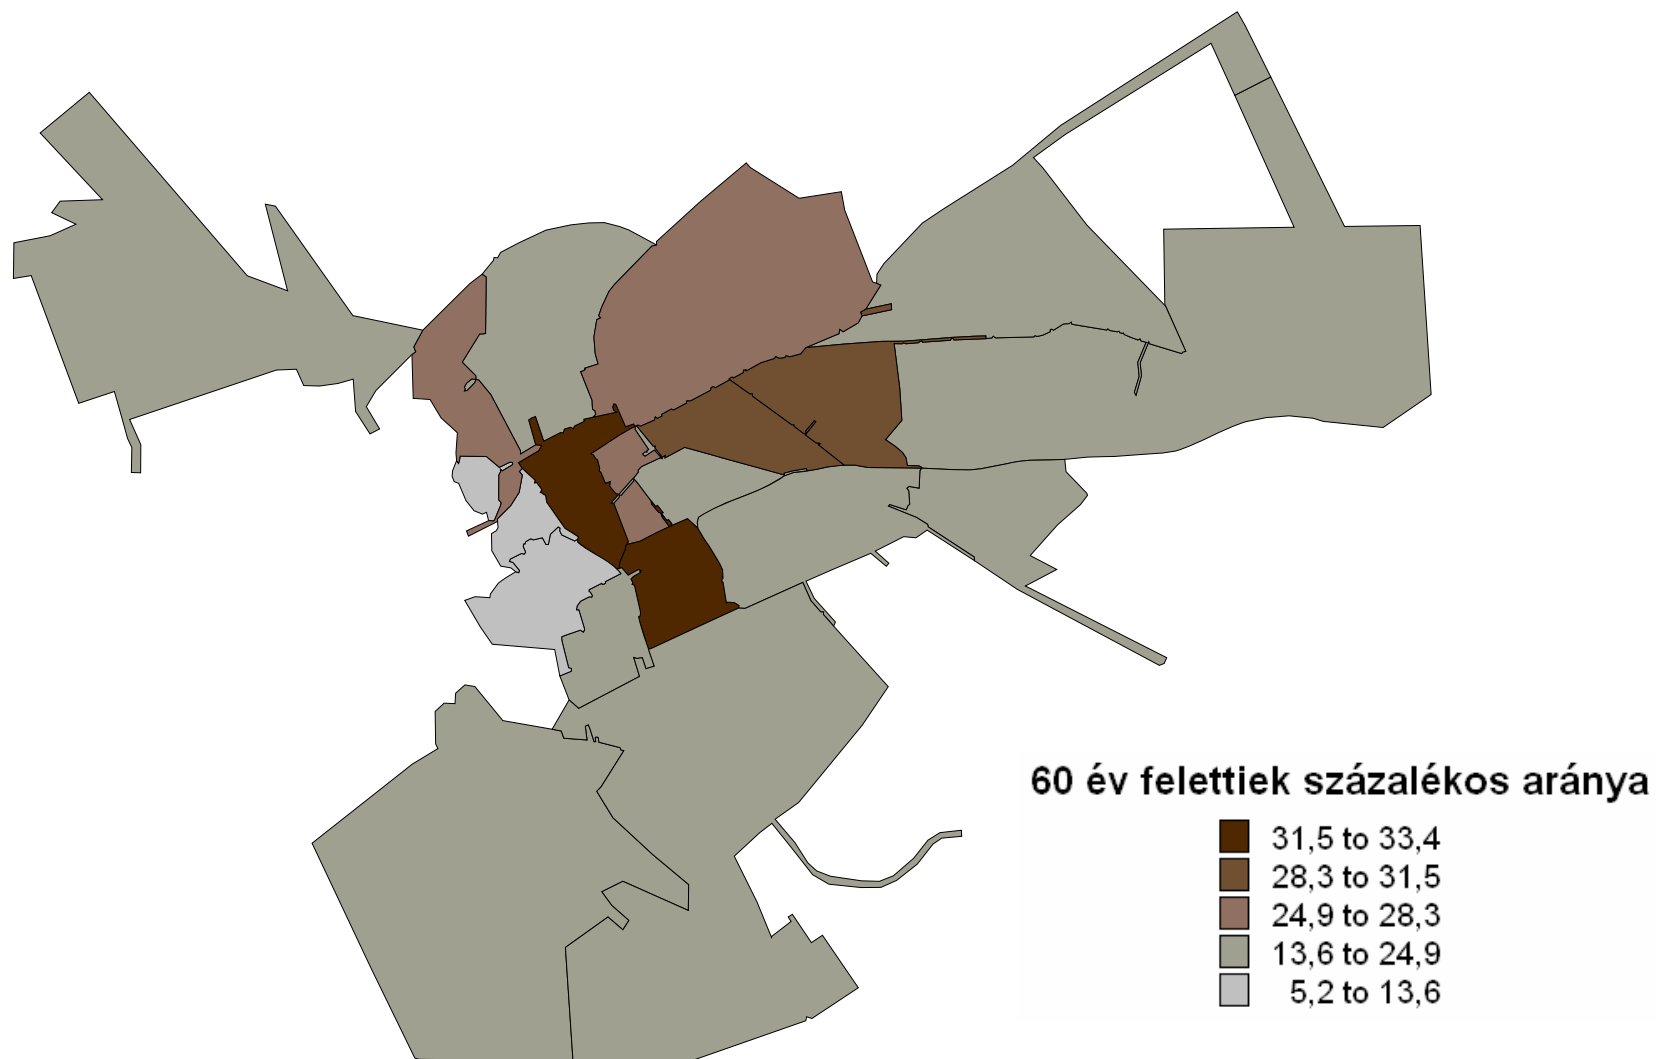 60 év felettiek százalékos aránya
31,5 to 33,4
28,3 to 31,5
24,9 to 28,3
13,6 to 24,9
5,2 to 13,6